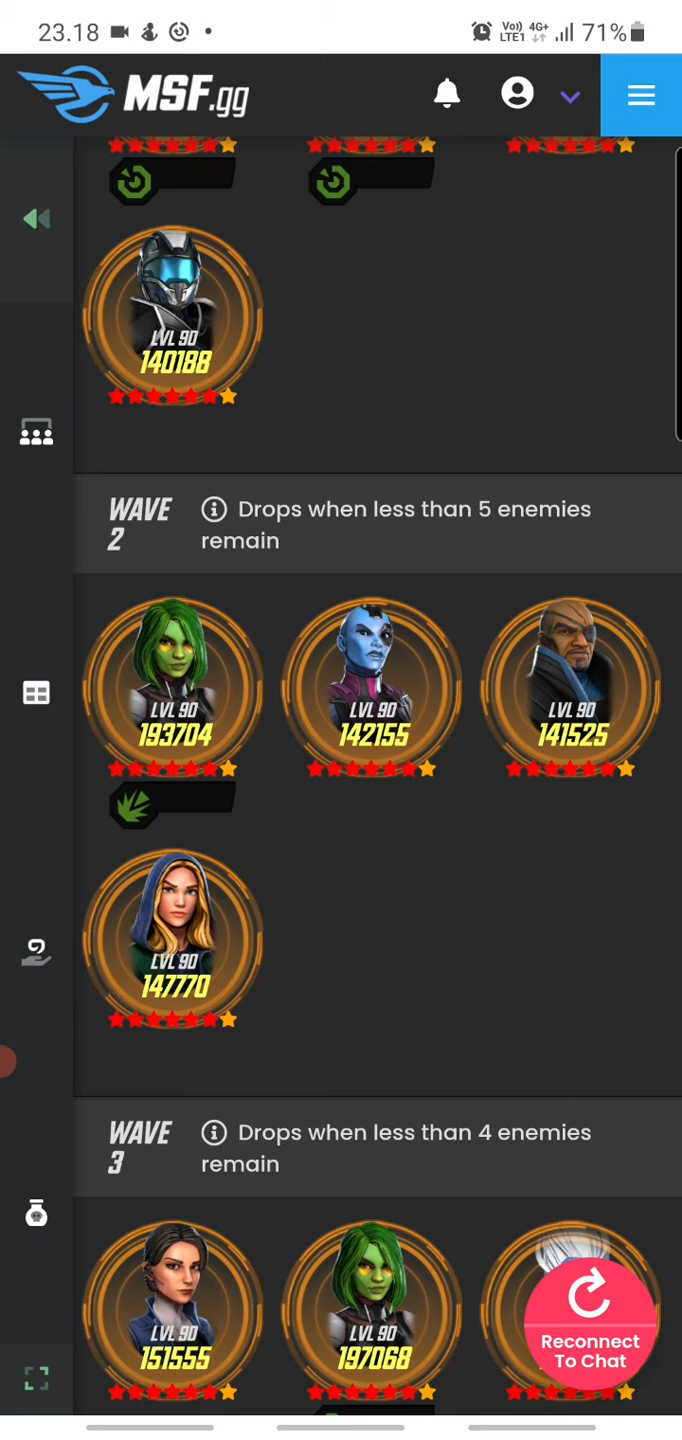 23.18 Vo)) LTE1 4G+ 71%
MSF.gg
LVL 90
140188
WAVE 2
Drops when less than 5 enemies
remain
LVL 90 LVL 90 LVL 90
193704 142155 141525
LVL 90
147770
WAVE 3
Drops when less than 4 enemies
remain
LVL 90 LVL 90
151555 197068
Reconnect
To Chat